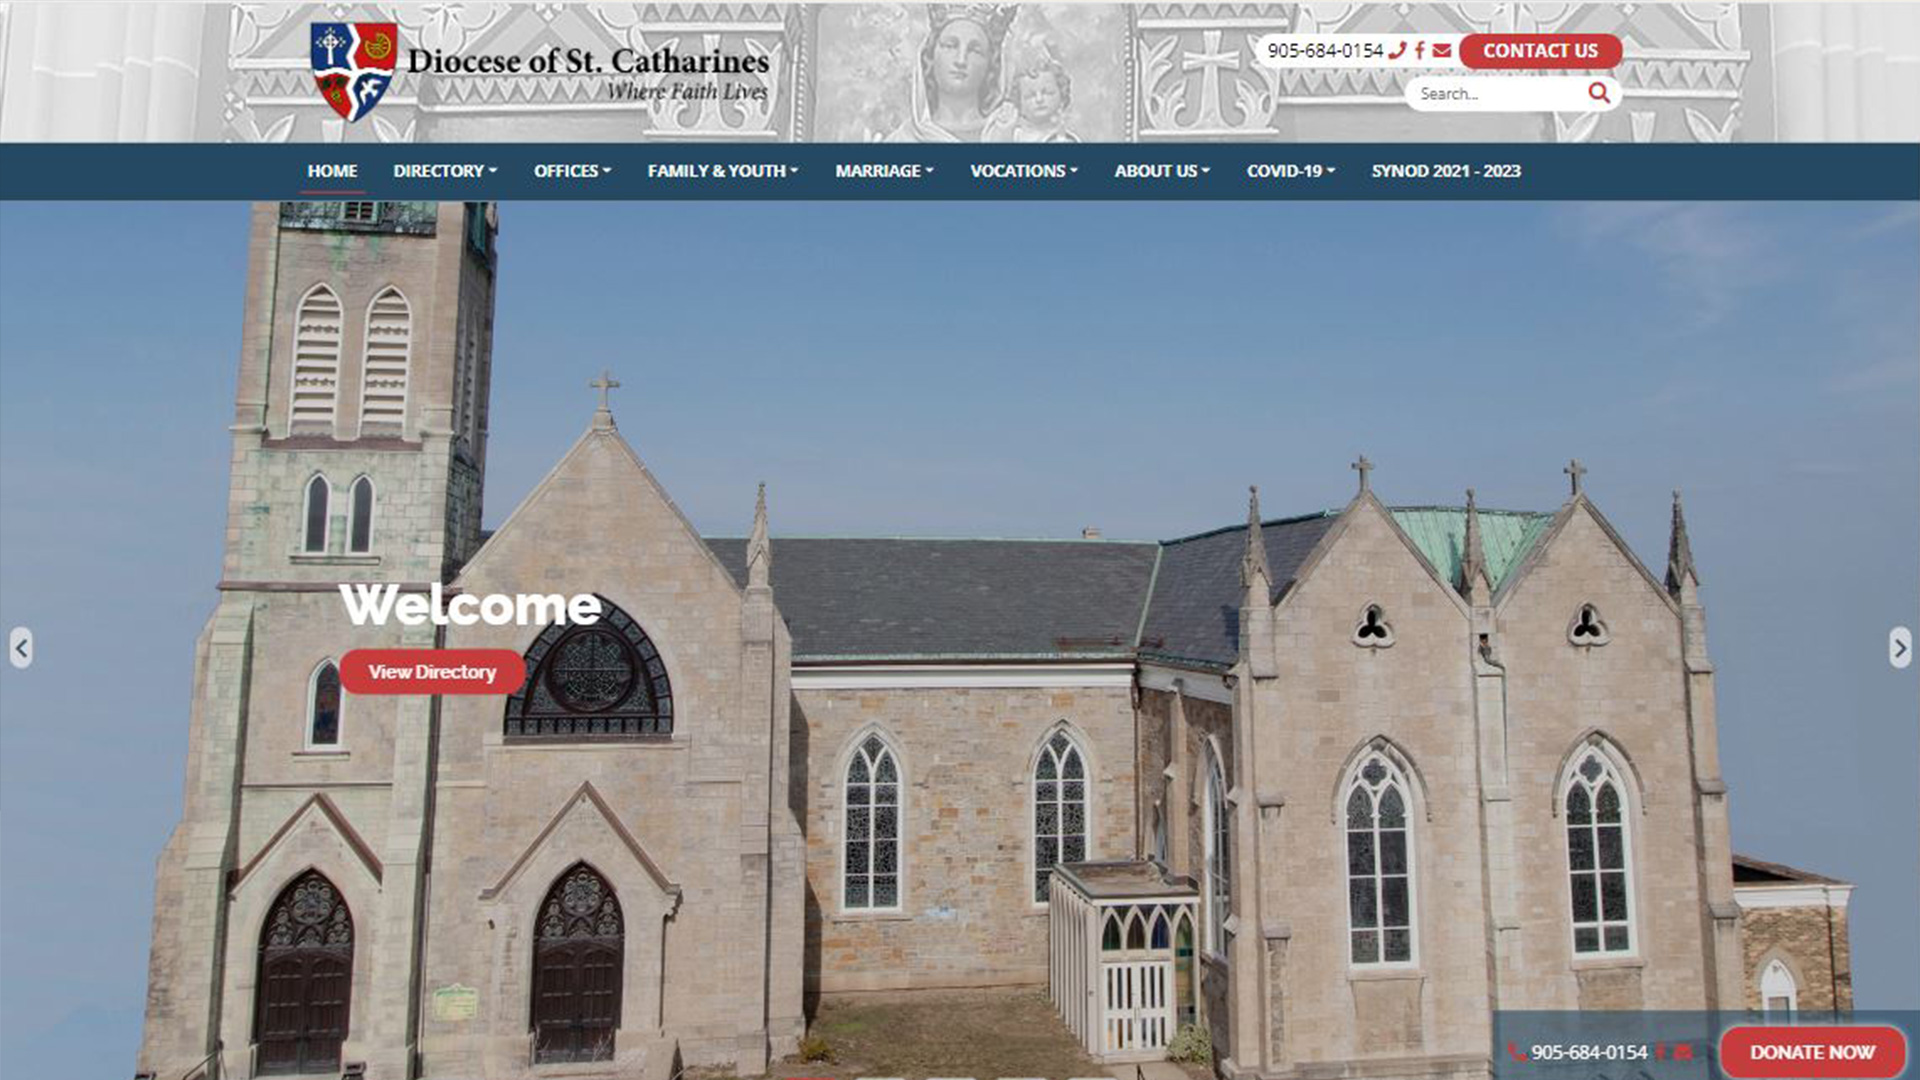 Diocese of St. Catharines
Where Faith Lives
905-684-0154
CONTACT US
Search...
HOME
DIRECTORY
OFFICES
FAMILY & YOUTH
MARRIAGE
VOCATIONS
ABOUT US
COVID-19
SYNOD 2021 - 2023
Welcome
View Directory
905-684-0154
DONATE NOW